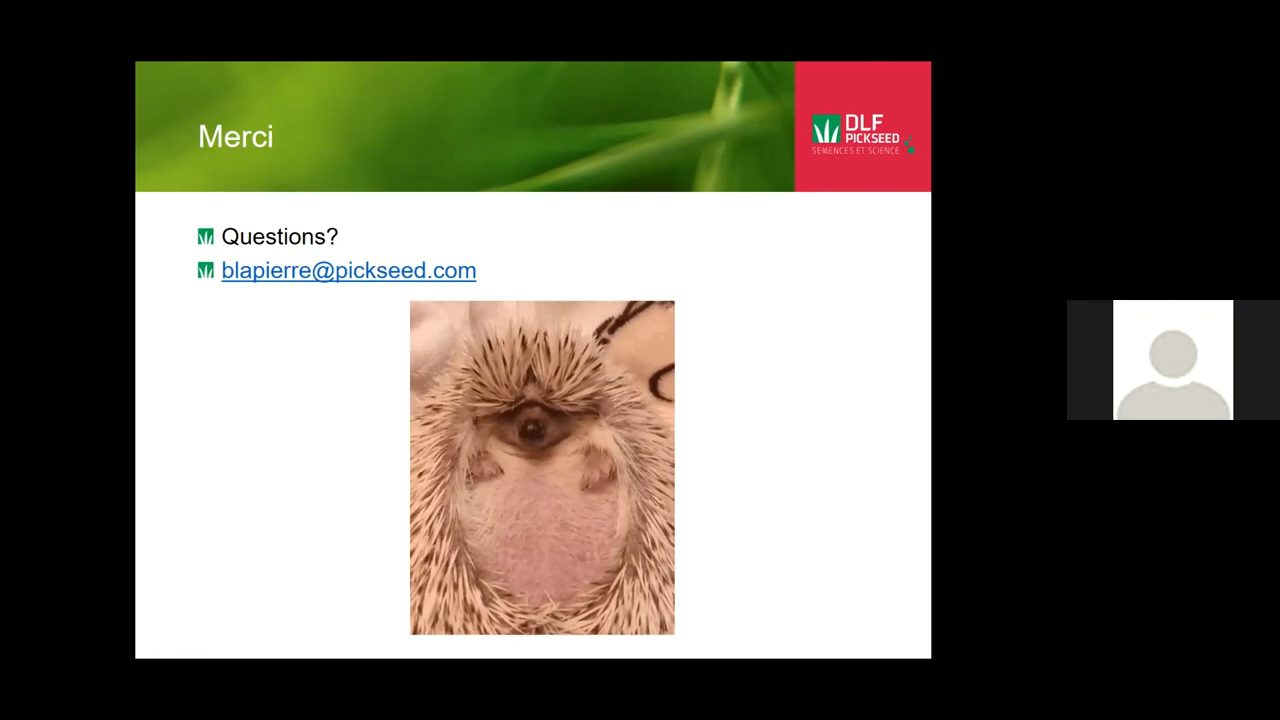 Merci
DLF
PICKSEED
SEMENCES ET SCIENCE
Questions?
blapierre@pickseed.com